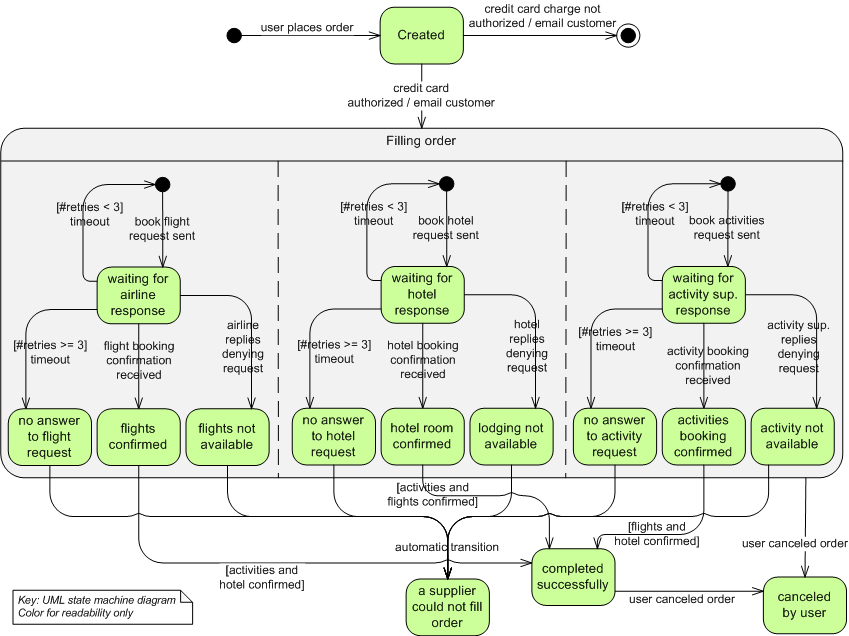 credit card charge not
authorized / email customer
user places order
Created
credit card
authorized / email customer
Filling order
[#retries < 3]
timeout
book flight
request sent
[#retries < 3]
timeout
book hotel
request sent
[#retries < 3]
timeout
book activities
request sent
waiting for
airline
response
waiting for
hotel
response
waiting for
activity sup.
response
[#retries >= 3]
timeout
flight booking
confirmation
received
airline
replies
denying
request
[#retries >= 3]
timeout
hotel booking
confirmation
received
hotel
replies
denying
request
[#retries >= 3]
timeout
activity booking
confirmation
received
activity sup.
replies
denying
request
no answer
to flight
request
flights
confirmed
flights not
available
no answer
to hotel
request
hotel room
confirmed
lodging not
available
no answer
to activity
request
activities
booking
confirmed
activity not
available
[activities and
flights confirmed]
[flights and
hotel confirmed]
automatic transition
user canceled order
[activities and
hotel confirmed]
completed
successfully
user canceled order
a supplier
could not fill
order
canceled
by user
Key: UML state machine diagram
Color for readability only